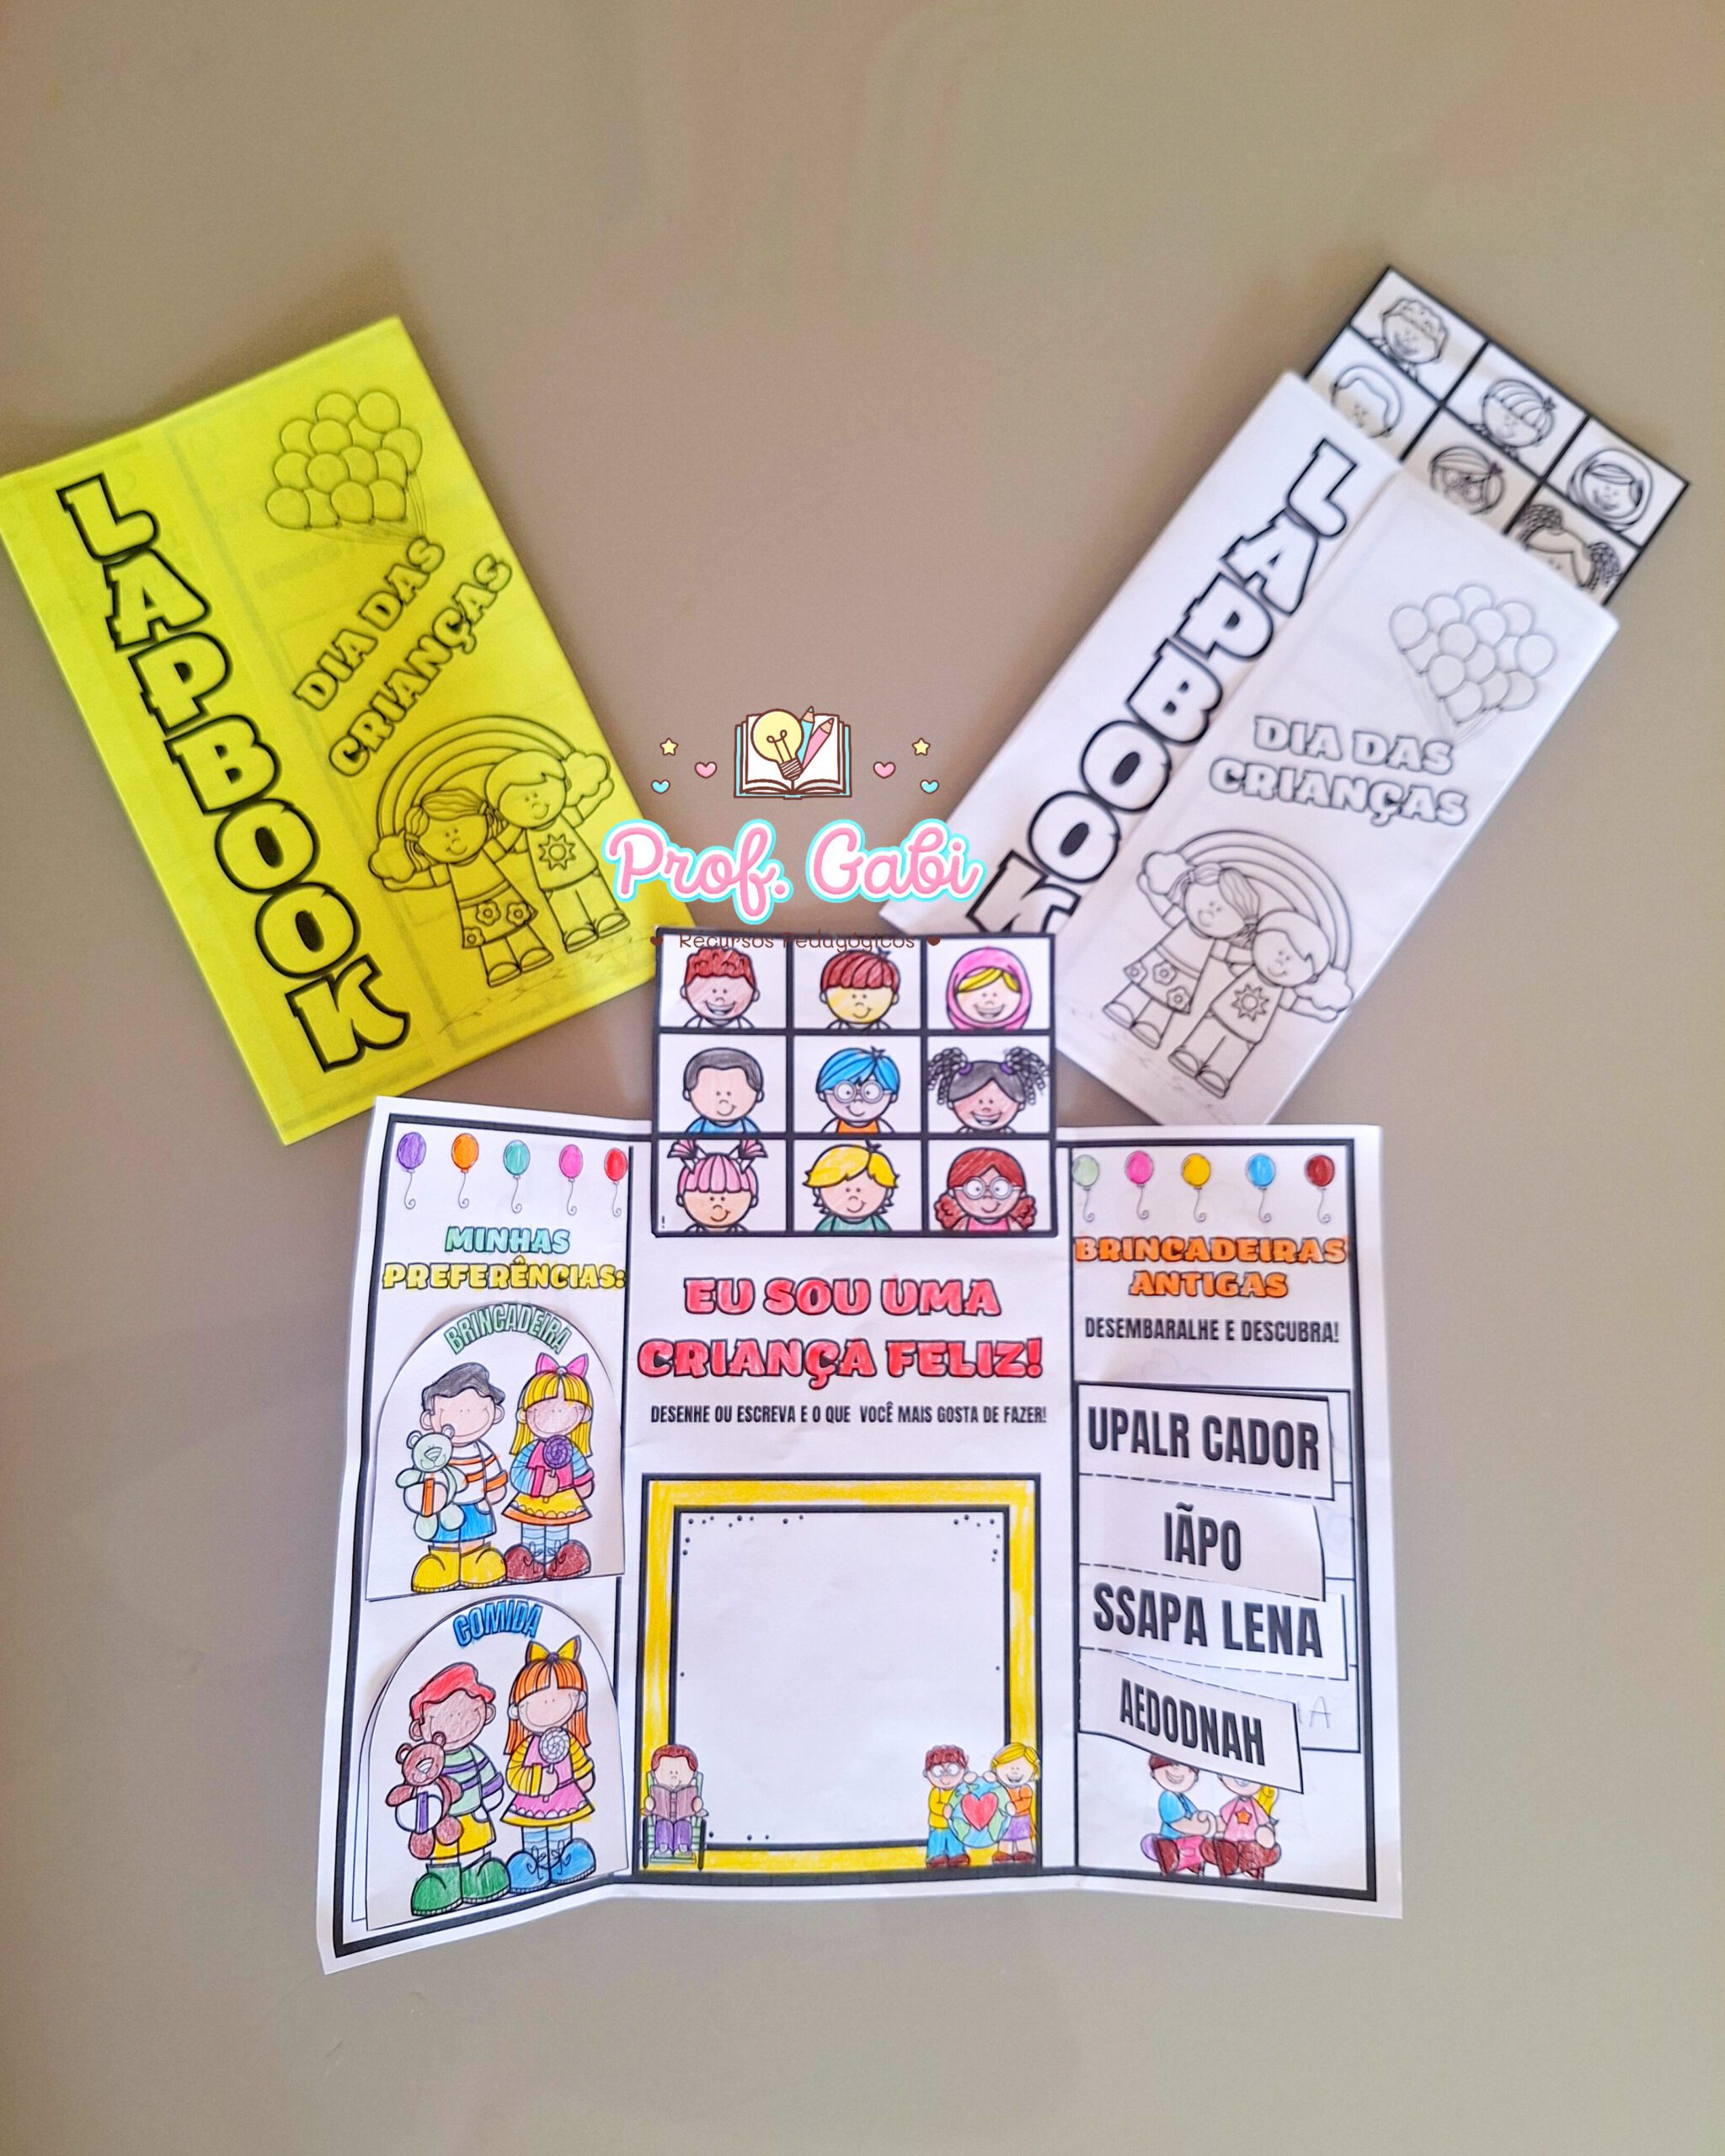 LAPBOOK
DIA DAS
CRIANÇAS
LAPBOOK
DIA DAS
CRIANÇAS
Prof. Gabi
Recursos Pedagógicos
MINHAS
PREFERÊNCIAS:
BRINCADEIRA
COMIDA
EU SOU UMA
CRIANÇA FELIZ!
DESENHE OU ESCREVA E O QUE VOCÊ MAIS GOSTA DE FAZER!
BRINCADEIRAS
ANTIGAS
DESEMBARALHE E DESCUBRA!
UPALR CADOR
IÃPO
SSAPA LENA
AEDODNAH